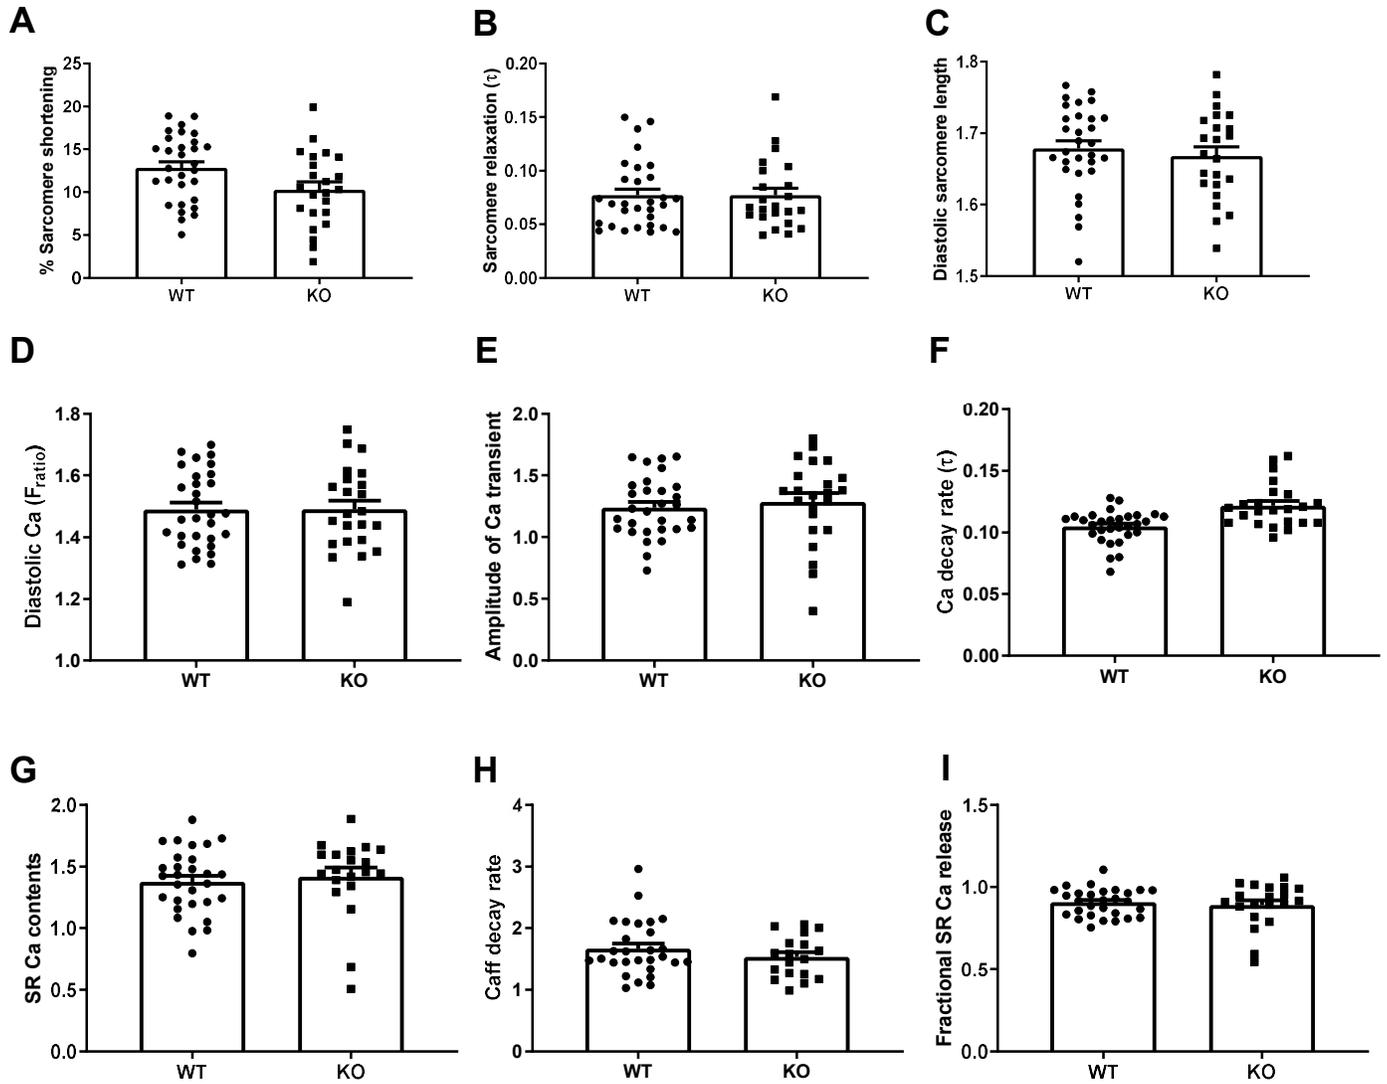 A
B
C
% Sarcomere shortening
25
20
15
10
5
0
WT
KO
Sarcomere relaxation (τ)
0.20
0.15
0.10
0.05
0.00
WT
KO
Diastolic sarcomere length
1.8
1.7
1.6
1.5
WT
KO
D
E
F
Diastolic Ca (Fratio)
1.8
1.6
1.4
1.2
1.0
WT
KO
Amplitude of Ca transient
2.0
1.5
1.0
0.5
0.0
WT
KO
Ca decay rate (τ)
0.20
0.15
0.10
0.05
0.00
WT
KO
G
H
I
SR Ca contents
2.0
1.5
1.0
0.5
0.0
WT
KO
Caff decay rate
4
3
2
1
0
WT
KO
Fractional SR Ca release
1.5
1.0
0.5
0.0
WT
KO